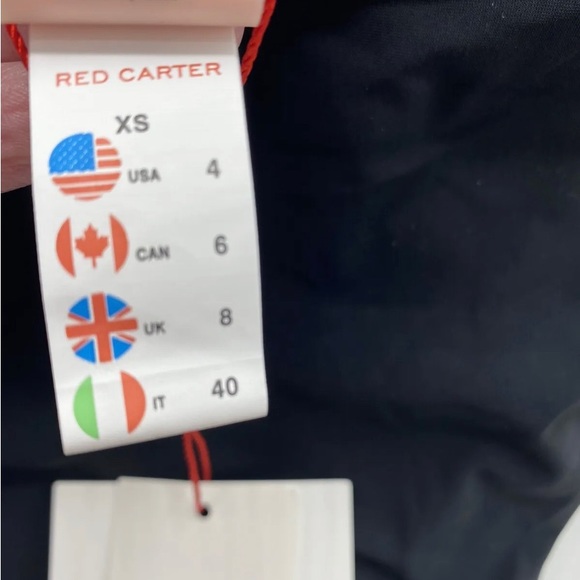 RED CARTER
XS
USA 4
CAN 6
UK 8
IT 40